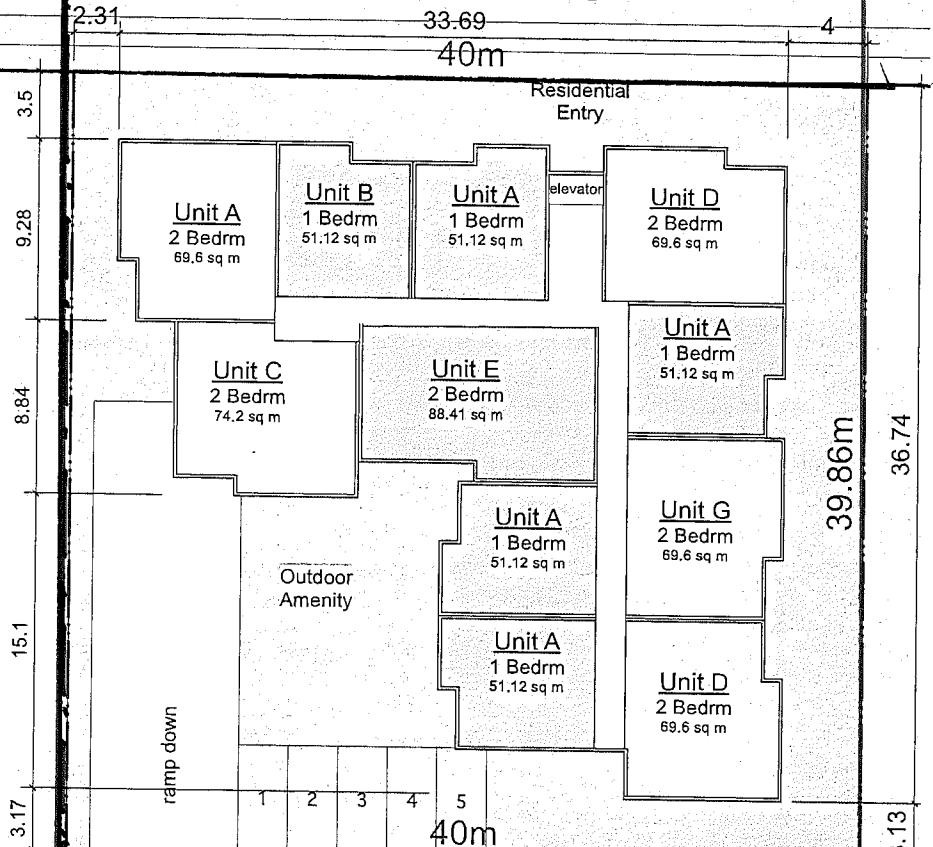 2.31
33.69
4
40m
3.5
Residential
Entry
elevator
Unit A
2 Bedrm
69.6 sq m
Unit B
1 Bedrm
51.12 sq m
Unit A
1 Bedrm
51.12 sq m
Unit D
2 Bedrm
69.6 sq m
9.28
Unit A
1 Bedrm
51.12 sq m
Unit C
2 Bedrm
74.2 sq m
Unit E
2 Bedrm
88.41 sq m
8.84
39.86m
36.74
Unit A
1 Bedrm
51.12 sq m
Unit G
2 Bedrm
69.6 sq m
Outdoor
Amenity
15.1
Unit A
1 Bedrm
51.12 sq m
Unit D
2 Bedrm
69.6 sq m
ramp down
1
2
3
4
5
3.17
40m
.13